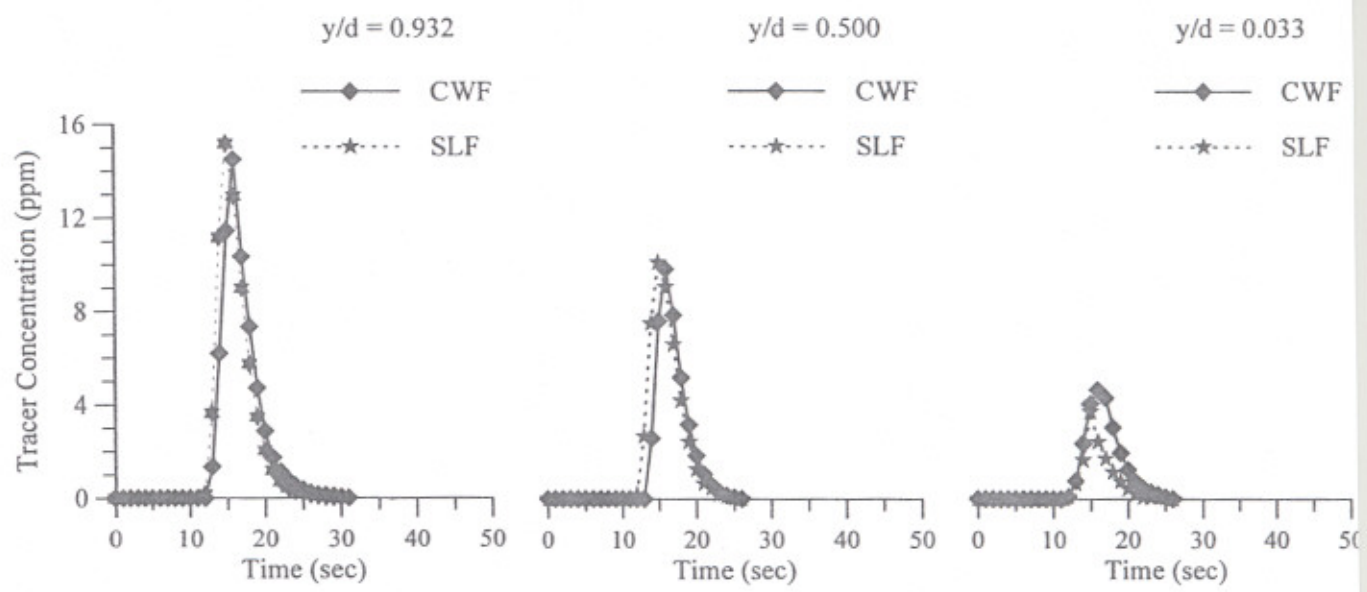 y/d = 0.932
CWF
SLF
y/d = 0.500
CWF
SLF
y/d = 0.033
CWF
SLF
Tracer Concentration (ppm)
16
12
8
4
0
0 10 20 30 40 50
Time (sec)
0 10 20 30 40 50
Time (sec)
0 10 20 30 40
Time (sec)